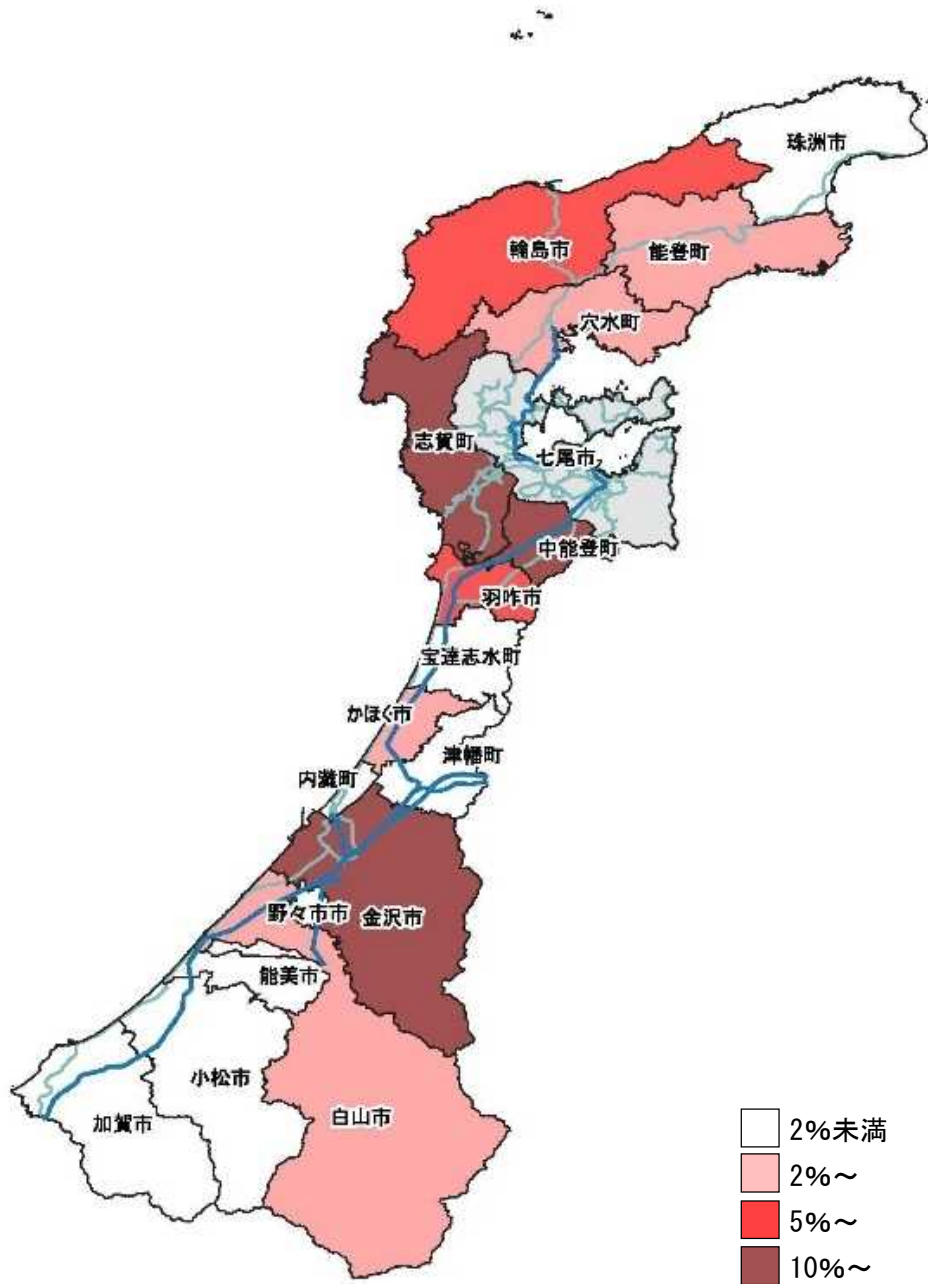 珠洲市
輪島市
能登町
穴水町
志賀町
七尾市
中能登町
羽咋市
宝達志水町
かほく市
津幡町
内灘町
野々市市
金沢市
能美市
小松市
加賀市
白山市
2%未満
2%~
5%~
10%~